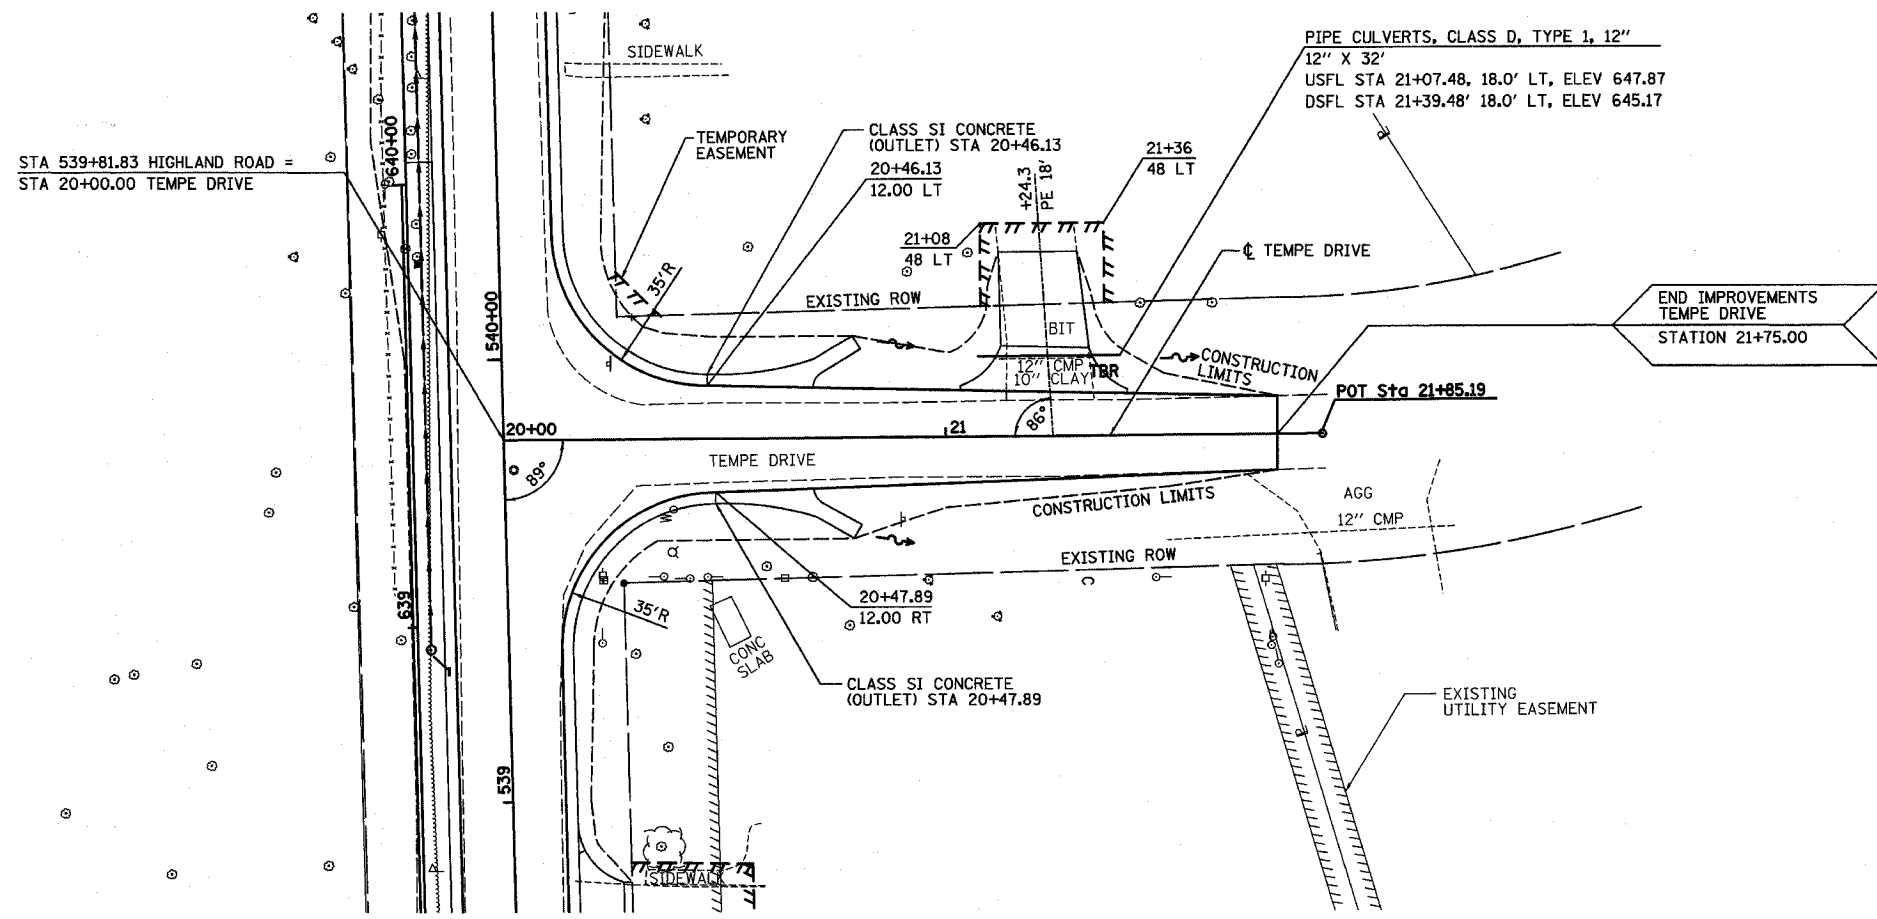 PIPE CULVERTS, CLASS D, TYPE 1, 12"
12" X 32'
USFL STA 21+07.48, 18.0' LT, ELEV 647.87
DSFL STA 21+39.48' 18.0' LT, ELEV 645.17
SIDEWALK
TEMPORARY
EASEMENT
CLASS SI CONCRETE
(OUTLET) STA 20+46.13
20+46.13
12.00 LT
21+36
48 LT
640+00
STA 539+81.83 HIGHLAND ROAD =
STA 20+00.00 TEMPE DRIVE
+24.3
PE 18'
21+08
48 LT
℄ TEMPE DRIVE
35'R
EXISTING ROW
END IMPROVEMENTS
TEMPE DRIVE
STATION 21+75.00
540+00
BIT
12" CMP
10" CLAY
TBR
CONSTRUCTION
LIMITS
POT Sta 21+85.19
20+00
21
86°
89°
TEMPE DRIVE
CONSTRUCTION LIMITS
AGG
12" CMP
W
EXISTING ROW
639
35'R
20+47.89
12.00 RT
CONC
SLAB
CLASS SI CONCRETE
(OUTLET) STA 20+47.89
EXISTING
UTILITY EASEMENT
539
SIDEWALK